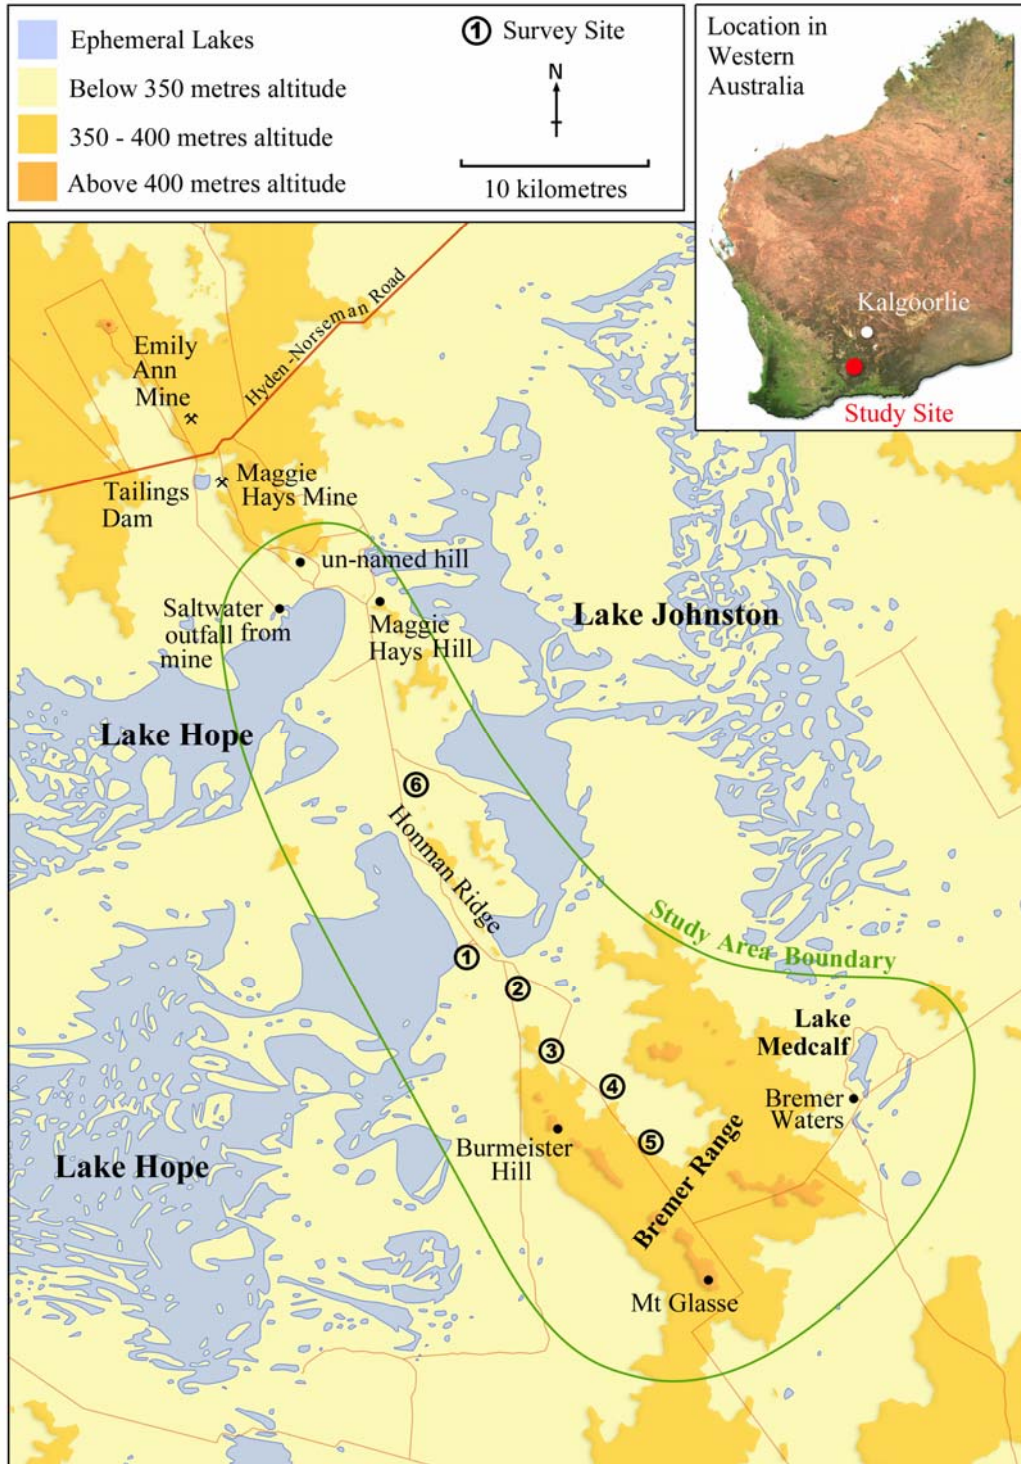 Ephemeral Lakes
Below 350 metres altitude
350 - 400 metres altitude
Above 400 metres altitude
1 Survey Site
N
10 kilometres
Location in
Western
Australia
Kalgoorlie
Study Site
Hyden-Norseman Road
Emily
Ann
Mine
Maggie
Hays Mine
Tailings
Dam
un-named hill
Saltwater
outfall from
mine
Maggie
Hays Hill
Lake Johnston
Lake Hope
6
Honman Ridge
Study Area Boundary
1
2
3
4
5
Lake
Medcalf
Bremer
Waters
Burmeister
Hill
Bremer Range
Lake Hope
Mt Glasse